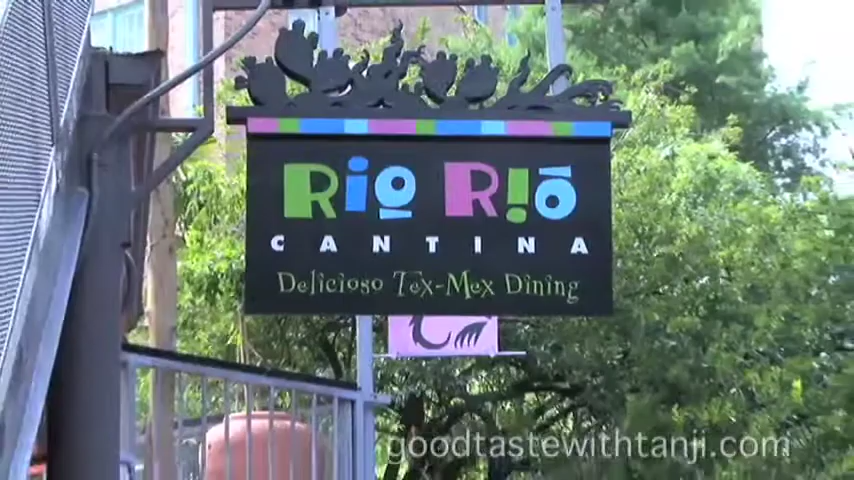 Rio Rio
CANTINA
Delicioso Tex-Mex Dining
goodtastewithtanji.com